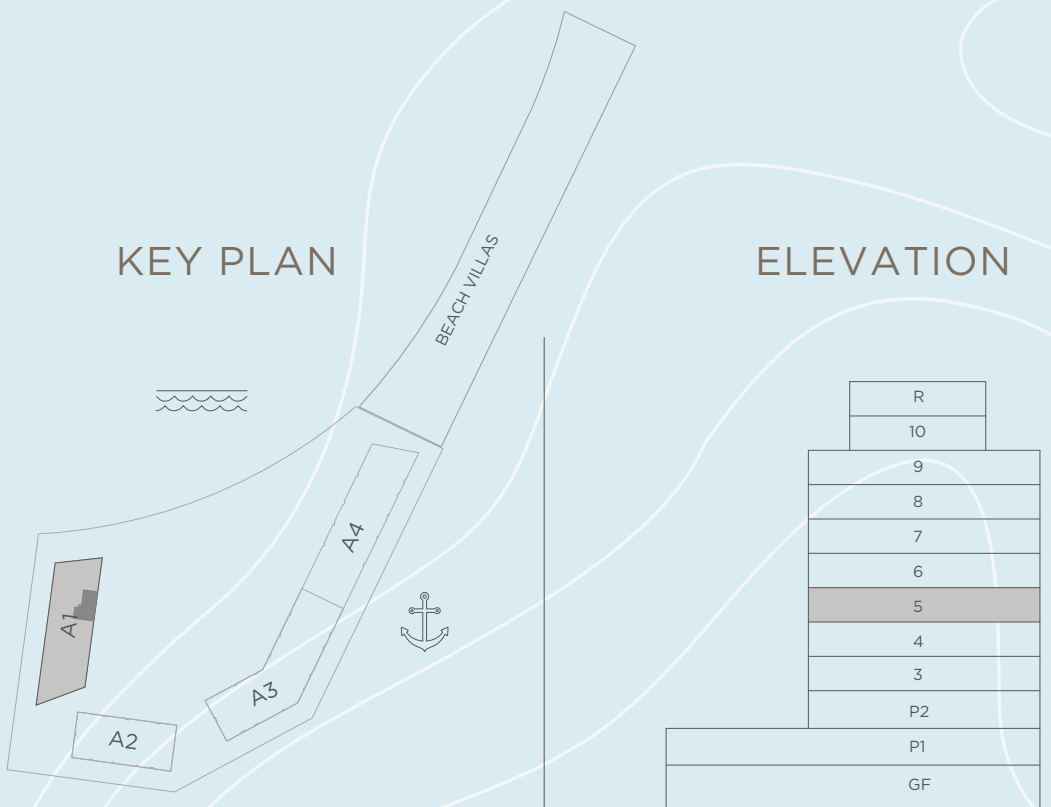 KEY PLAN
BEACH VILLAS
A4
A1
A3
A2
ELEVATION
R
10
9
8
7
6
5
4
3
P2
P1
GF